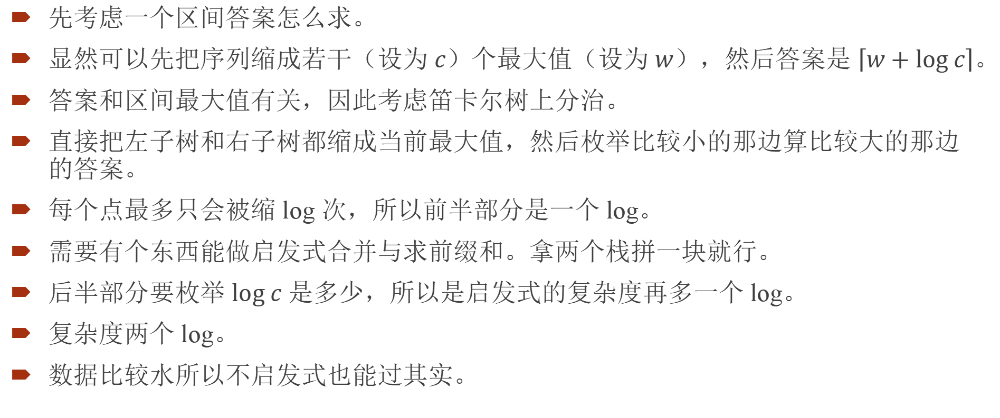 先考虑一个区间答案怎么求。
显然可以先把序列缩成若干（设为 c）个最大值（设为 w），然后答案是 ⌈w + log c⌉。
答案和区间最大值有关，因此考虑笛卡尔树上分治。
直接把左子树和右子树都缩成当前最大值，然后枚举比较小的那边算比较大的那边
的答案。
每个点最多只会被缩 log 次，所以前半部分是一个 log。
需要有个东西能做启发式合并与求前缀和。拿两个栈拼一块就行。
后半部分要枚举 log c 是多少，所以是启发式的复杂度再多一个 log。
复杂度两个 log。
数据比较水所以不启发式也能过其实。